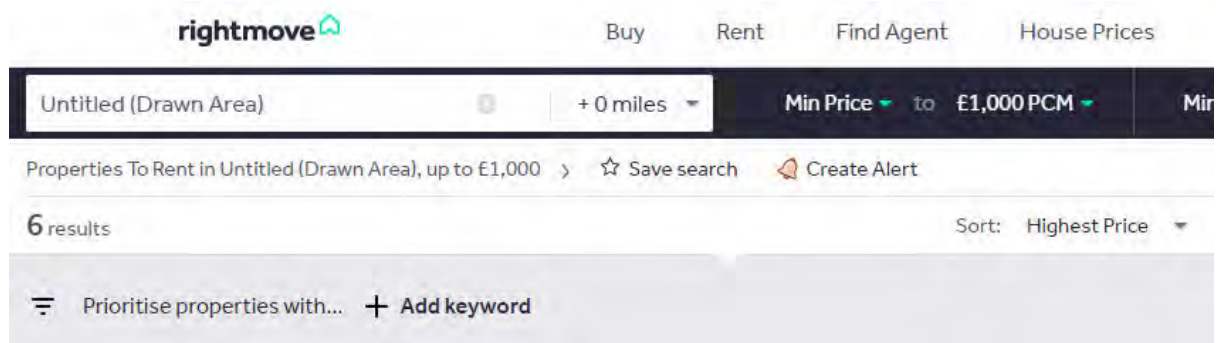 rightmove Buy Rent Find Agent House Prices
Untitled (Drawn Area) + 0 miles Min Price to £1,000 PCM
Properties To Rent in Untitled (Drawn Area), up to £1,000 > Save search Create Alert
6 results Sort: Highest Price
Prioritise properties with... + Add keyword